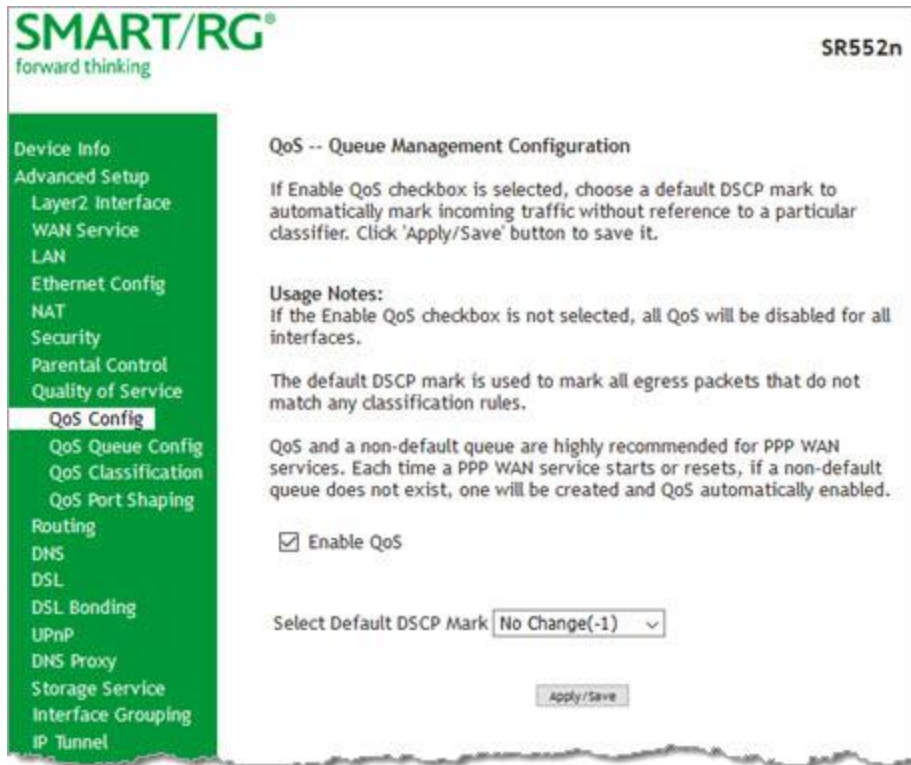 SMART/RG®
forward thinking
SR552n
Device Info
Advanced Setup
Layer2 Interface
WAN Service
LAN
Ethernet Config
NAT
Security
Parental Control
Quality of Service
QoS Config
QoS Queue Config
QoS Classification
QoS Port Shaping
Routing
DNS
DSL
DSL Bonding
UPnP
DNS Proxy
Storage Service
Interface Grouping
IP Tunnel
QoS -- Queue Management Configuration
If Enable QoS checkbox is selected, choose a default DSCP mark to
automatically mark incoming traffic without reference to a particular
classifier. Click 'Apply/Save' button to save it.
Usage Notes:
If the Enable QoS checkbox is not selected, all QoS will be disabled for all
interfaces.
The default DSCP mark is used to mark all egress packets that do not
match any classification rules.
QoS and a non-default queue are highly recommended for PPP WAN
services. Each time a PPP WAN service starts or resets, if a non-default
queue does not exist, one will be created and QoS automatically enabled.
Enable QoS
Select Default DSCP Mark No Change(-1)
Apply/Save